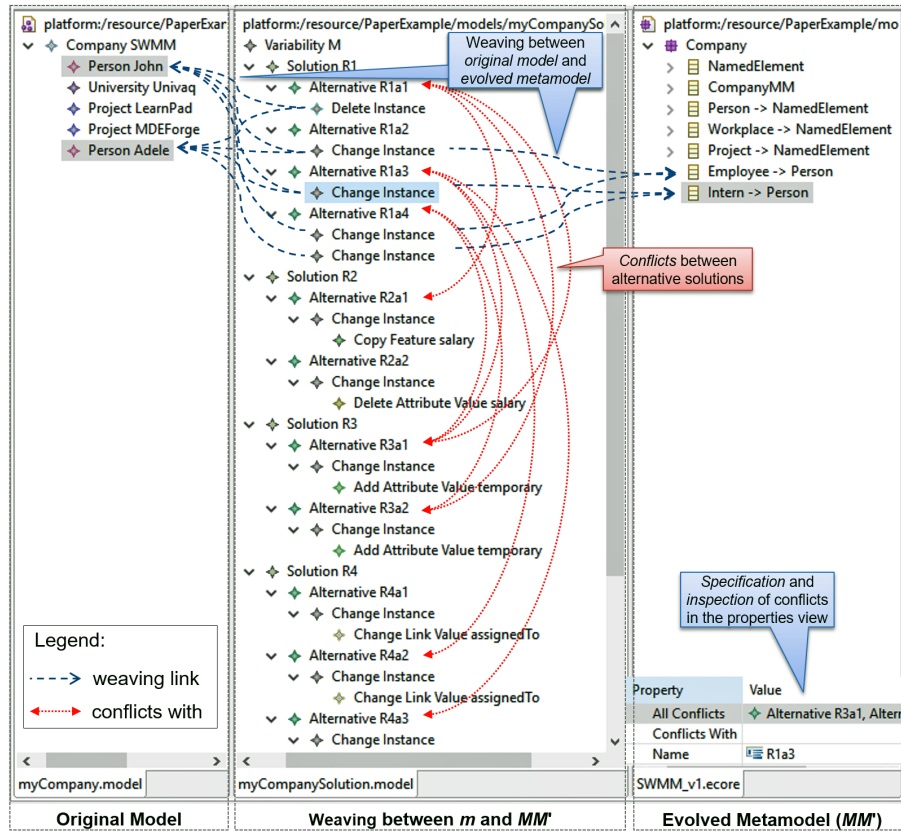 platform:/resource/PaperExar
Company SWMM
Person John
University Univaq
Project LearnPad
Project MDEForge
Person Adele
Legend:
weaving link
conflicts with
myCompany.model
Original Model
platform:/resource/PaperExample/models/myCompanySo
Variability M
Solution R1
Alternative R1a1
Delete Instance
Alternative R1a2
Change Instance
Alternative R1a3
Change Instance
Alternative R1a4
Change Instance
Change Instance
Solution R2
Alternative R2a1
Change Instance
Copy Feature salary
Alternative R2a2
Change Instance
Delete Attribute Value salary
Solution R3
Alternative R3a1
Change Instance
Add Attribute Value temporary
Alternative R3a2
Change Instance
Add Attribute Value temporary
Solution R4
Alternative R4a1
Change Instance
Change Link Value assignedTo
Alternative R4a2
Change Instance
Change Link Value assignedTo
Alternative R4a3
Change Instance
myCompanySolution.model
Weaving between m and MM'
Weaving between
original model and
evolved metamodel
Conflicts between
alternative solutions
platform:/resource/PaperExample/mo
Company
NamedElement
CompanyMM
Person -> NamedElement
Workplace -> NamedElement
Project -> NamedElement
Employee -> Person
Intern -> Person
Specification and
inspection of conflicts
in the properties view
Property Value
All Conflicts Alternative R3a1, Altern
Conflicts With
Name R1a3
SWMM_v1.ecore
Evolved Metamodel (MM')